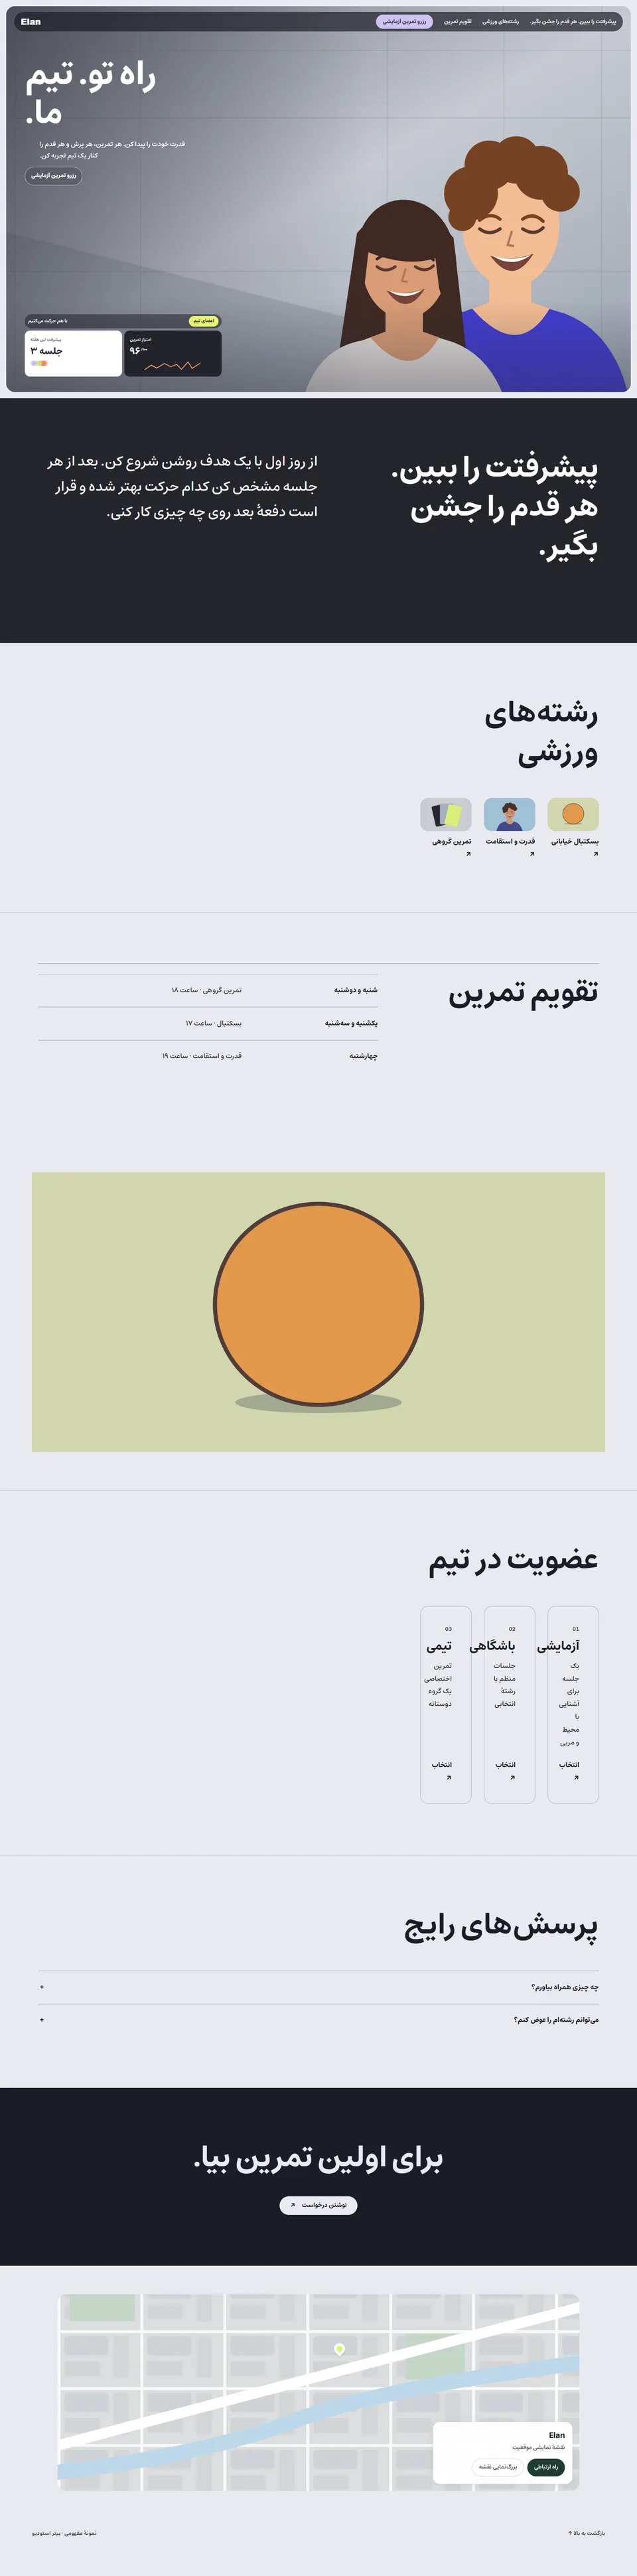 پیشرفتت را ببین. هر قدم را جشن بگیر.
رشته‌های ورزشی
تقویم تمرین
رزرو تمرین آزمایشی
Elan
راه تو. تیم
ما.
قدرت خودت را پیدا کن. هر تمرین، هر پرش و هر قدم را
کنار یک تیم تجربه کن.
رزرو تمرین آزمایشی
اعضای تیم
با هم حرکت می‌کنیم
امتیاز تمرین
۹۶/۱۰۰
پیشرفت این هفته
۳ جلسه
پیشرفتت را ببین.
هر قدم را جشن
بگیر.
از روز اول با یک هدف روشن شروع کن. بعد از هر
جلسه مشخص کن کدام حرکت بهتر شده و قرار
است دفعهٔ بعد روی چه چیزی کار کنی.
رشته‌های
ورزشی
بسکتبال خیابانی
↗
قدرت و استقامت
↗
تمرین گروهی
↗
تقویم تمرین
شنبه و دوشنبه
تمرین گروهی · ساعت ۱۸
یکشنبه و سه‌شنبه
بسکتبال · ساعت ۱۷
چهارشنبه
قدرت و استقامت · ساعت ۱۹
عضویت در تیم
01
آزمایشی
یک
جلسه
برای
آشنایی
با
محیط
و مربی
انتخاب
↗
02
باشگاهی
جلسات
منظم با
رشتهٔ
انتخابی
انتخاب
↗
03
تیمی
تمرین
اختصاصی
یک گروه
دوستانه
انتخاب
↗
پرسش‌های رایج
چه چیزی همراه بیاورم؟
+
می‌توانم رشته‌ام را عوض کنم؟
+
برای اولین تمرین بیا.
نوشتن درخواست ↗
Elan
نقشهٔ نمایشی موقعیت
راه ارتباطی
بزرگ‌نمایی نقشه
بازگشت به بالا ↑
نمونهٔ مفهومی · بیتر استودیو